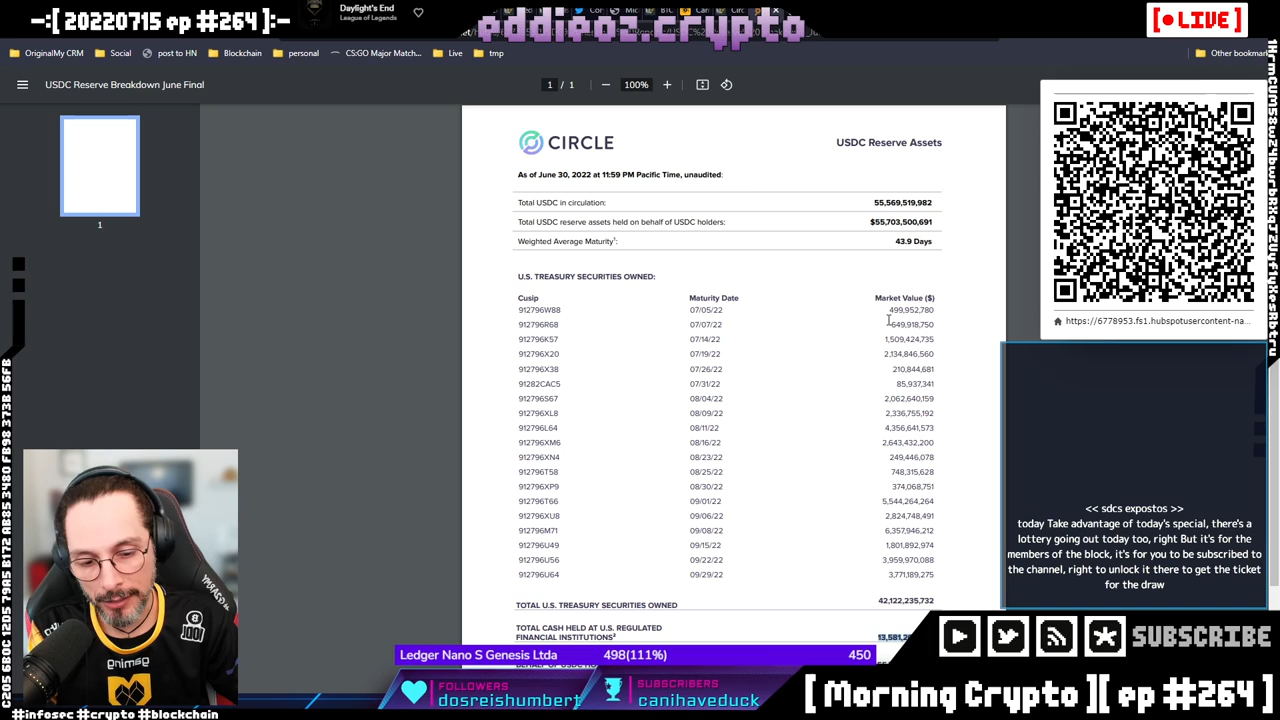 -:[ 20220715 ep #264 ]:-
Daylight's End
League of Legends
oddiraz.crypto
[ ● LIVE ]
OriginalMy CRM
Social
post to HN
Blockchain
personal
CS:GO Major Match...
Live
tmp
Other bookmar
USDC Reserve Breakdown June Final
1 / 1
100%
1
CIRCLE
USDC Reserve Assets
As of June 30, 2022 at 11:59 PM Pacific Time, unaudited:
Total USDC in circulation: 55,569,519,982
Total USDC reserve assets held on behalf of USDC holders: $55,703,500,691
Weighted Average Maturity¹: 43.9 Days
U.S. TREASURY SECURITIES OWNED:
Cusip Maturity Date Market Value ($)
912796W88 07/05/22 499,952,780
912796R68 07/07/22 649,918,750
912796K57 07/14/22 1,509,424,735
912796X20 07/19/22 2,134,846,560
912796X38 07/26/22 210,844,681
91282CAC5 07/31/22 85,937,341
912796S67 08/04/22 2,062,640,159
912796XL8 08/09/22 2,336,755,192
912796L64 08/11/22 4,356,641,573
912796XM6 08/16/22 2,643,432,200
912796XN4 08/23/22 249,446,078
912796T58 08/25/22 748,315,628
912796XP9 08/30/22 374,068,751
912796T66 09/01/22 5,544,264,264
912796XU8 09/06/22 2,824,748,491
912796M71 09/08/22 6,357,946,212
912796U49 09/15/22 1,801,892,974
912796U56 09/22/22 3,959,970,088
912796U64 09/29/22 3,771,189,275
TOTAL U.S. TREASURY SECURITIES OWNED 42,122,235,732
TOTAL CASH HELD AT U.S. REGULATED
FINANCIAL INSTITUTIONS²
https://6778953.fs1.hubspotusercontent-na...
<< sdcs expostos >>
today Take advantage of today's special, there's a
lottery going out today too, right But it's for the
members of the block, it's for you to be subscribed to
the channel, right to unlock it there to get the ticket
for the draw
Ledger Nano S Genesis Ltda 498(111%) 450
FOLLOWERS
dosreishumbert
SUBSCRIBERS
canihaveduck
SUBSCRIBE
[ Morning Crypto ][ ep #264 ]
#infosec #crypto #blockchain